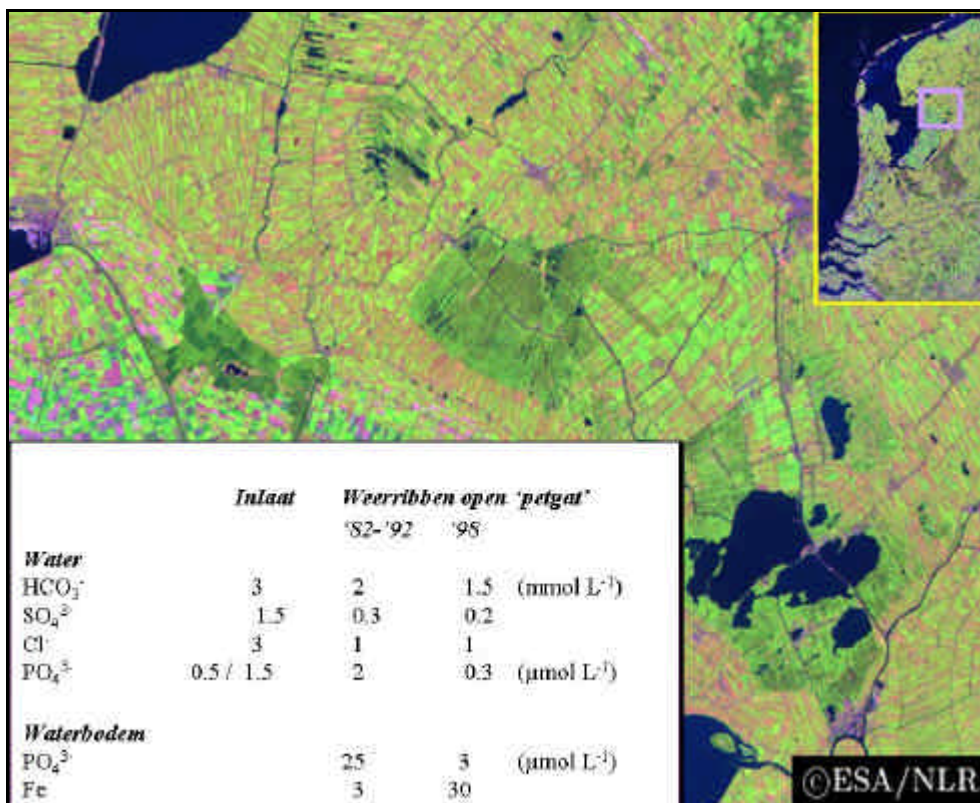 Inlaat Weerribben open ‘petgat’
‘82-‘92 ‘98
Water
HCO₃⁻ 3 2 1.5 (mmol L⁻¹)
SO₄²⁻ 1.5 0.3 0.2
Cl⁻ 3 1 1
PO₄³⁻ 0.5 / 1.5 2 0.3 (µmol L⁻¹)
Waterbodem
PO₄³⁻ 25 3 (µmol L⁻¹)
Fe 3 30
©ESA/NLR